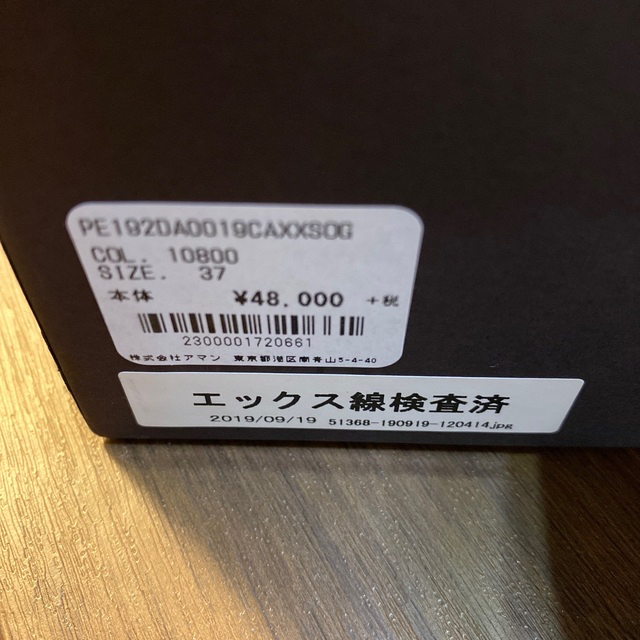 PE192DA0019CAXXSOG
COL. 10800
SIZE. 37
本体 ¥48,000 +税
2300001720661
株式会社アマン 東京都港区南青山5-4-40
エックス線検査済
2019/09/19 51368-190919-120414.jpg